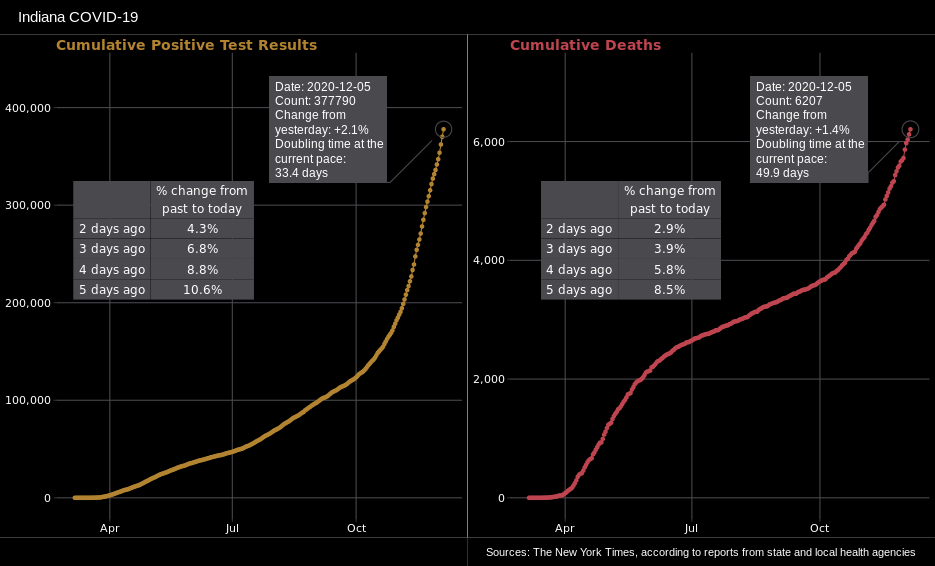 Indiana COVID-19
Cumulative Positive Test Results
400,000
300,000
200,000
100,000
0
Apr
Jul
Oct
Date: 2020-12-05
Count: 377790
Change from
yesterday: +2.1%
Doubling time at the
current pace:
33.4 days
% change from
past to today
2 days ago 4.3%
3 days ago 6.8%
4 days ago 8.8%
5 days ago 10.6%
Cumulative Deaths
6,000
4,000
2,000
0
Apr
Jul
Oct
Date: 2020-12-05
Count: 6207
Change from
yesterday: +1.4%
Doubling time at the
current pace:
49.9 days
% change from
past to today
2 days ago 2.9%
3 days ago 3.9%
4 days ago 5.8%
5 days ago 8.5%
Sources: The New York Times, according to reports from state and local health agencies